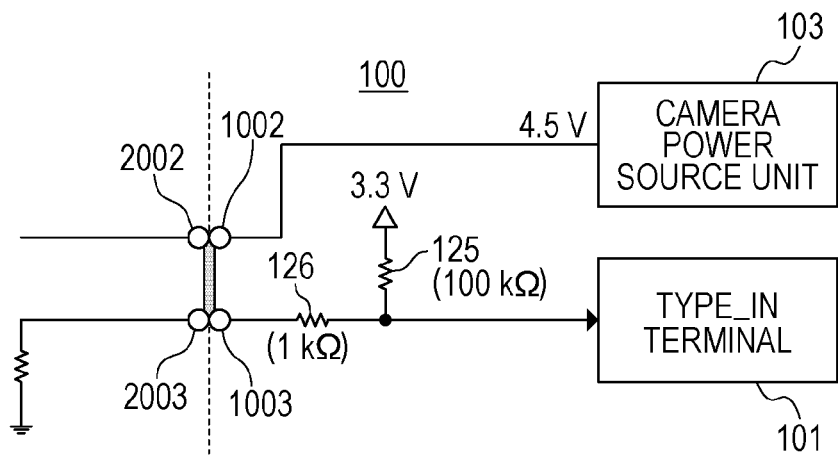 103
100
CAMERA
POWER
SOURCE UNIT
4.5 V
1002
2002
3.3 V
125
(100 kΩ)
126
(1 kΩ)
TYPE_IN
TERMINAL
2003
1003
101